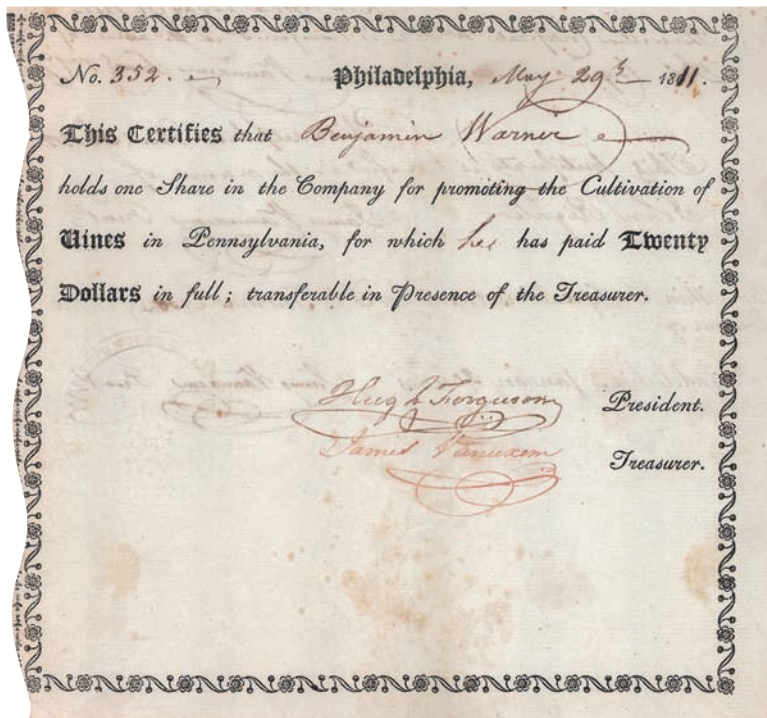 No. 352. Philadelphia, May 29th 1811.
This Certifies that Benjamin Warner
holds one Share in the Company for promoting the Cultivation of
Vines in Pennsylvania, for which he has paid Twenty
Dollars in full; transferable in Presence of the Treasurer.
Hugh Ferguson President.
James Vanuxem Treasurer.